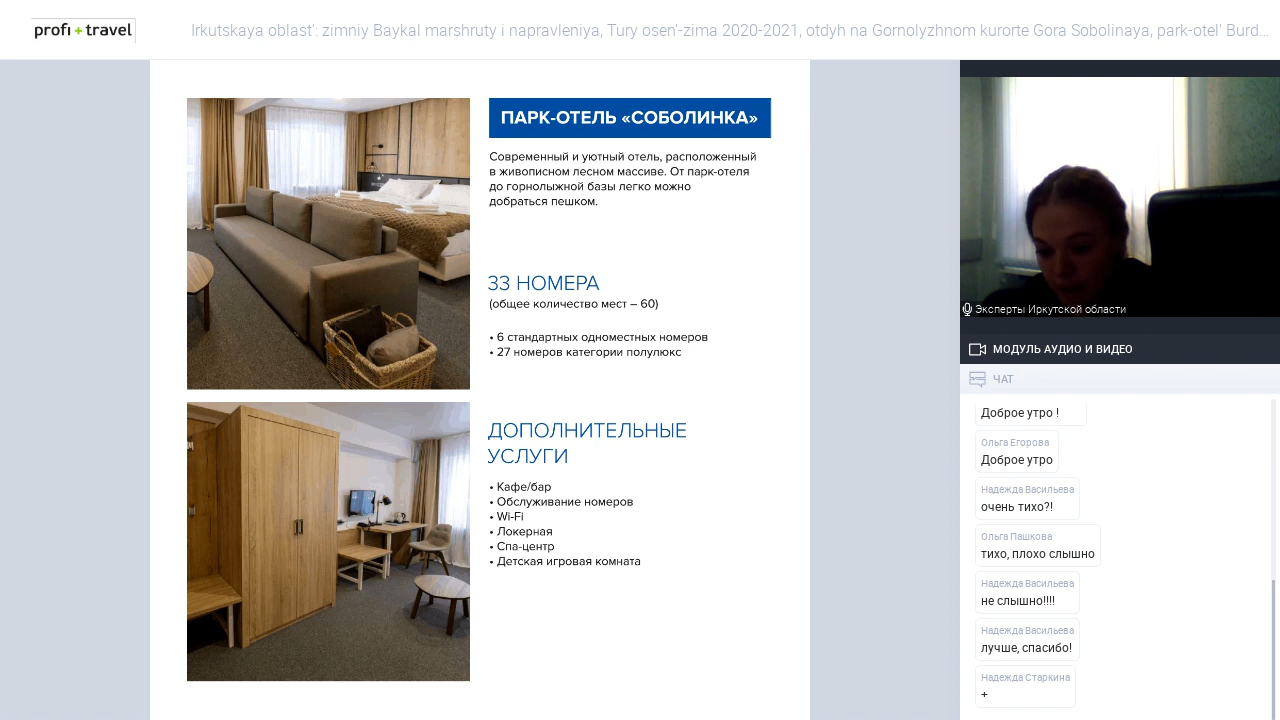 profi + travel
Irkutskaya oblast': zimniy Baykal marshruty i napravleniya, Tury osen'-zima 2020-2021, otdyh na Gornolyzhnom kurorte Gora Sobolinaya, park-otel' Burd...
ПАРК-ОТЕЛЬ «СОБОЛИНКА»
Современный и уютный отель, расположенный
в живописном лесном массиве. От парк-отеля
до горнолыжной базы легко можно
добраться пешком.
33 НОМЕРА
(общее количество мест – 60)
• 6 стандартных одноместных номеров
• 27 номеров категории полулюкс
ДОПОЛНИТЕЛЬНЫЕ
УСЛУГИ
• Кафе/бар
• Обслуживание номеров
• Wi-Fi
• Локерная
• Спа-центр
• Детская игровая комната
Эксперты Иркутской области
МОДУЛЬ АУДИО И ВИДЕО
ЧАТ
Доброе утро !
Ольга Егорова
Доброе утро
Надежда Васильева
очень тихо?!
Ольга Пашкова
тихо, плохо слышно
Надежда Васильева
не слышно!!!!
Надежда Васильева
лучше, спасибо!
Надежда Старкина
+